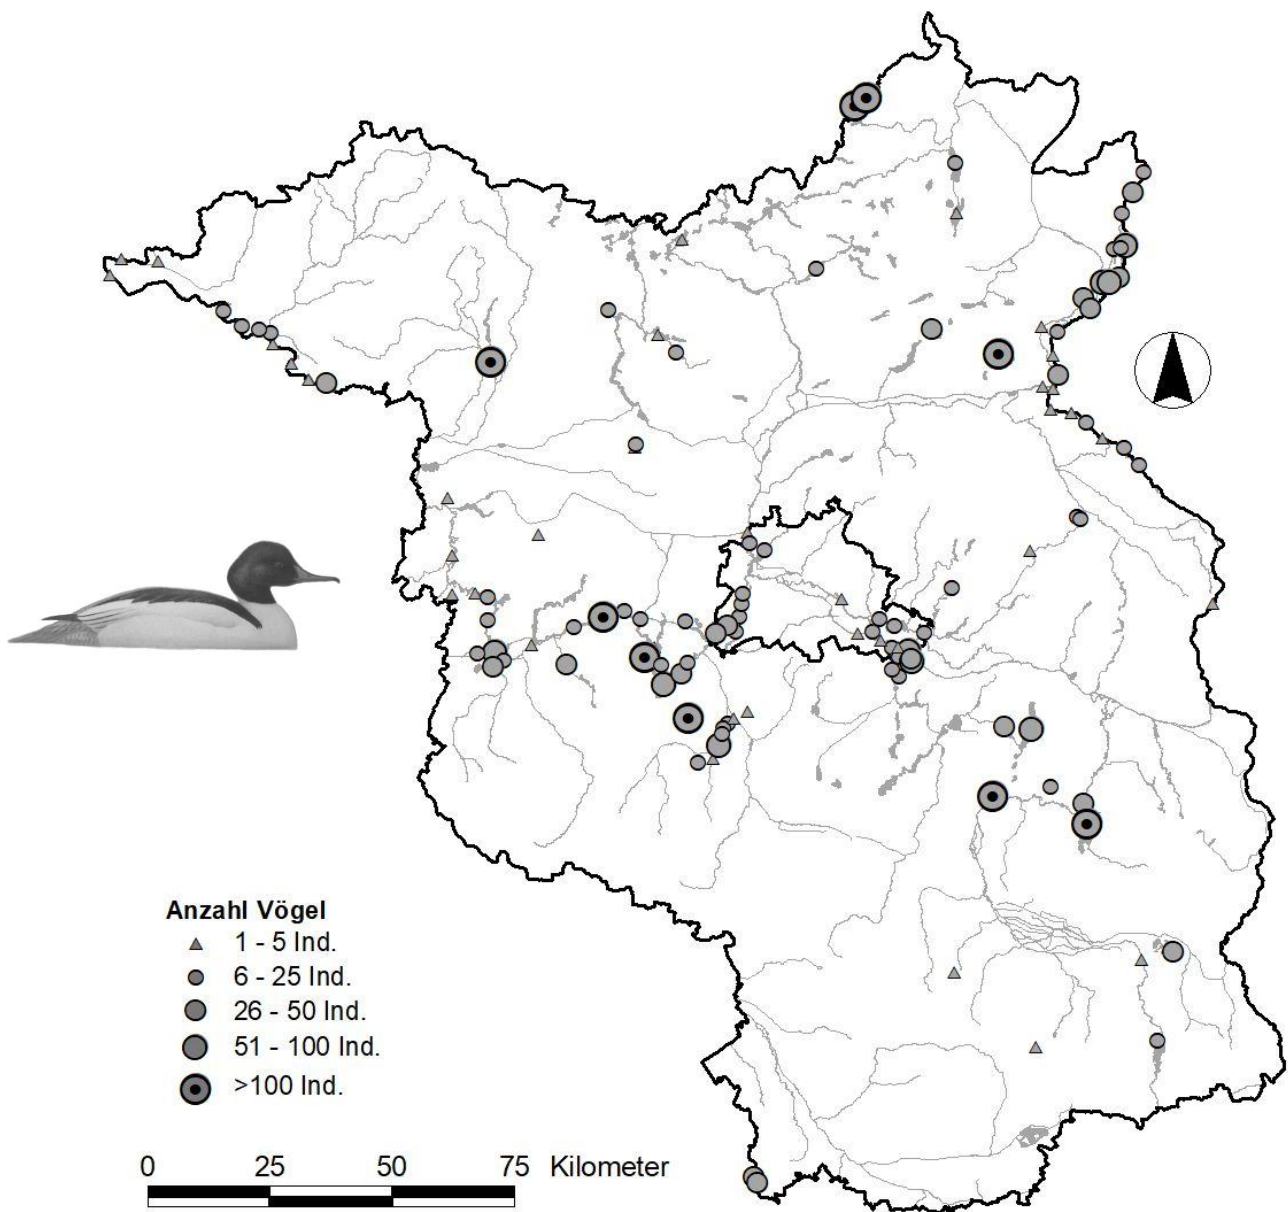 Anzahl Vögel
1 - 5 Ind.
6 - 25 Ind.
26 - 50 Ind.
51 - 100 Ind.
>100 Ind.
0 25 50 75 Kilometer